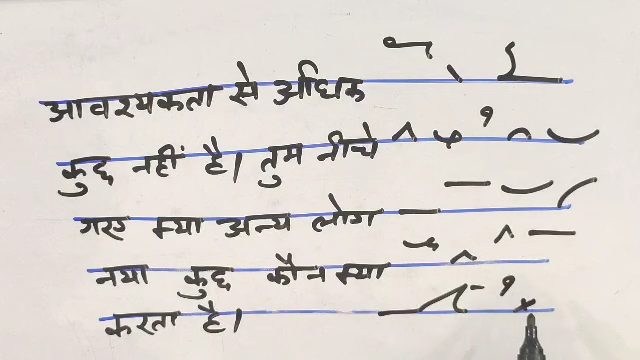 आवश्यकता से अधिक
कुछ नहीं है। तुम नीचे
गए क्या अन्य लोग
नया कुछ कौन क्या
करता है।